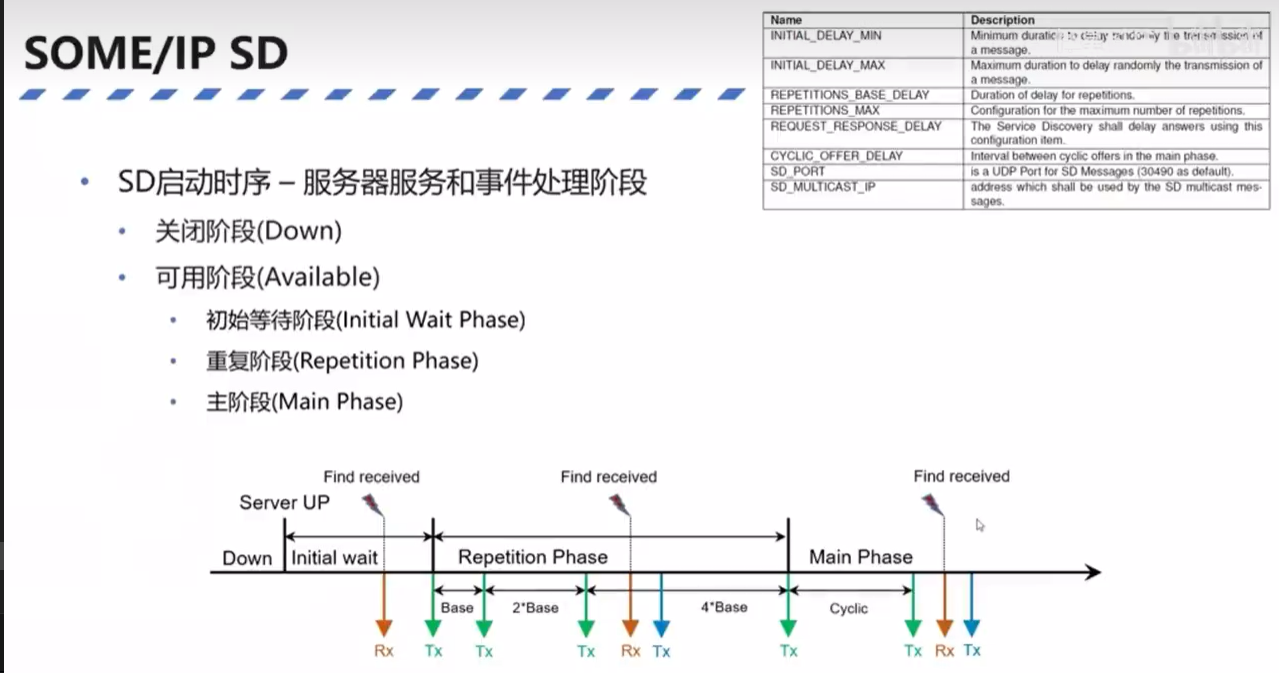 SOME/IP SD
Name Description
INITIAL_DELAY_MIN Minimum duration to delay randomly the transmission of
a message.
INITIAL_DELAY_MAX Maximum duration to delay randomly the transmission of
a message.
REPETITIONS_BASE_DELAY Duration of delay for repetitions.
REPETITIONS_MAX Configuration for the maximum number of repetitions.
REQUEST_RESPONSE_DELAY The Service Discovery shall delay answers using this
configuration item.
CYCLIC_OFFER_DELAY Interval between cyclic offers in the main phase.
SD_PORT is a UDP Port for SD Messages (30490 as default).
SD_MULTICAST_IP address which shall be used by the SD multicast mes-
sages.
• SD启动时序 – 服务器服务和事件处理阶段
• 关闭阶段(Down)
• 可用阶段(Available)
• 初始等待阶段(Initial Wait Phase)
• 重复阶段(Repetition Phase)
• 主阶段(Main Phase)
Find received Find received Find received
Server UP
Down Initial wait Repetition Phase Main Phase
Base 2*Base 4*Base Cyclic
Rx Tx Tx Tx Rx Tx Tx Tx Rx Tx